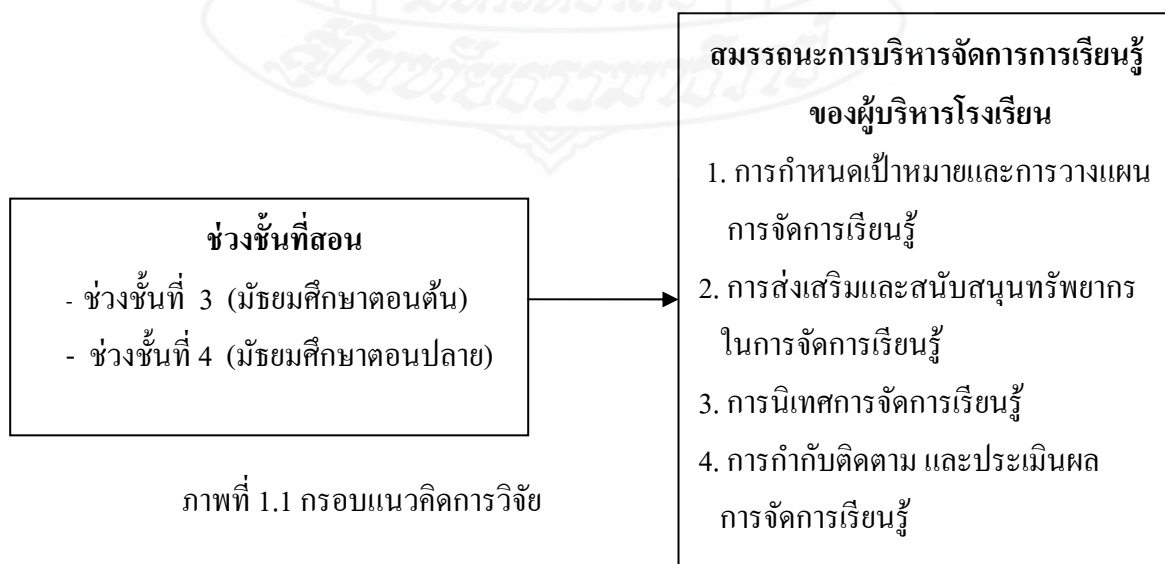 สมรรถนะการบริหารจัดการการเรียนรู้
ของผู้บริหารโรงเรียน
1. การกำหนดเป้าหมายและการวางแผน
การจัดการเรียนรู้
2. การส่งเสริมและสนับสนุนทรัพยากร
ในการจัดการเรียนรู้
3. การนิเทศการจัดการเรียนรู้
4. การกำกับติดตาม และประเมินผล
การจัดการเรียนรู้
ช่วงชั้นที่สอน
- ช่วงชั้นที่ 3 (มัธยมศึกษาตอนต้น)
- ช่วงชั้นที่ 4 (มัธยมศึกษาตอนปลาย)
ภาพที่ 1.1 กรอบแนวคิดการวิจัย